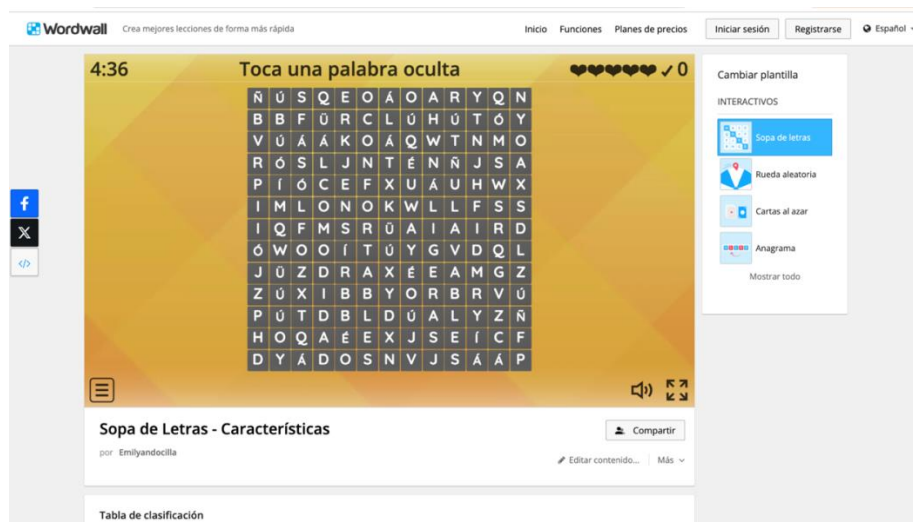 Wordwall Crea mejores lecciones de forma más rápida Inicio Funciones Planes de precios Iniciar sesión Registrarse Español
4:36 Toca una palabra oculta ✓ 0
Ñ Ú S Q E O Á O A R Y Q N
B B F Ü R C L Ú H Ú T Ó Y
V Ú Á Á K O Á Q W T N M O
R Ó S L J N T É N Ñ J S A
P Í Ó C E F X U Á U H W X
I M L O N O K W L L F S S
I Q F M S R Ü A I A I R D
Ó W O O Í T Ú Y G V D Q L
J Ü Z D R A X É E A M G Z
Z Ú X I B B Y O R B R V Ú
P Ú T D B L D Ú A L Y Z Ñ
H O Q A É E X J S E Í C F
D Y Á D O S N V J S Á Á P
Cambiar plantilla
INTERACTIVOS
Sopa de letras
Rueda aleatoria
Cartas al azar
Anagrama
Mostrar todo
Sopa de Letras - Características
por Emilyandocilla
Compartir
Editar contenido... Más
Tabla de clasificación